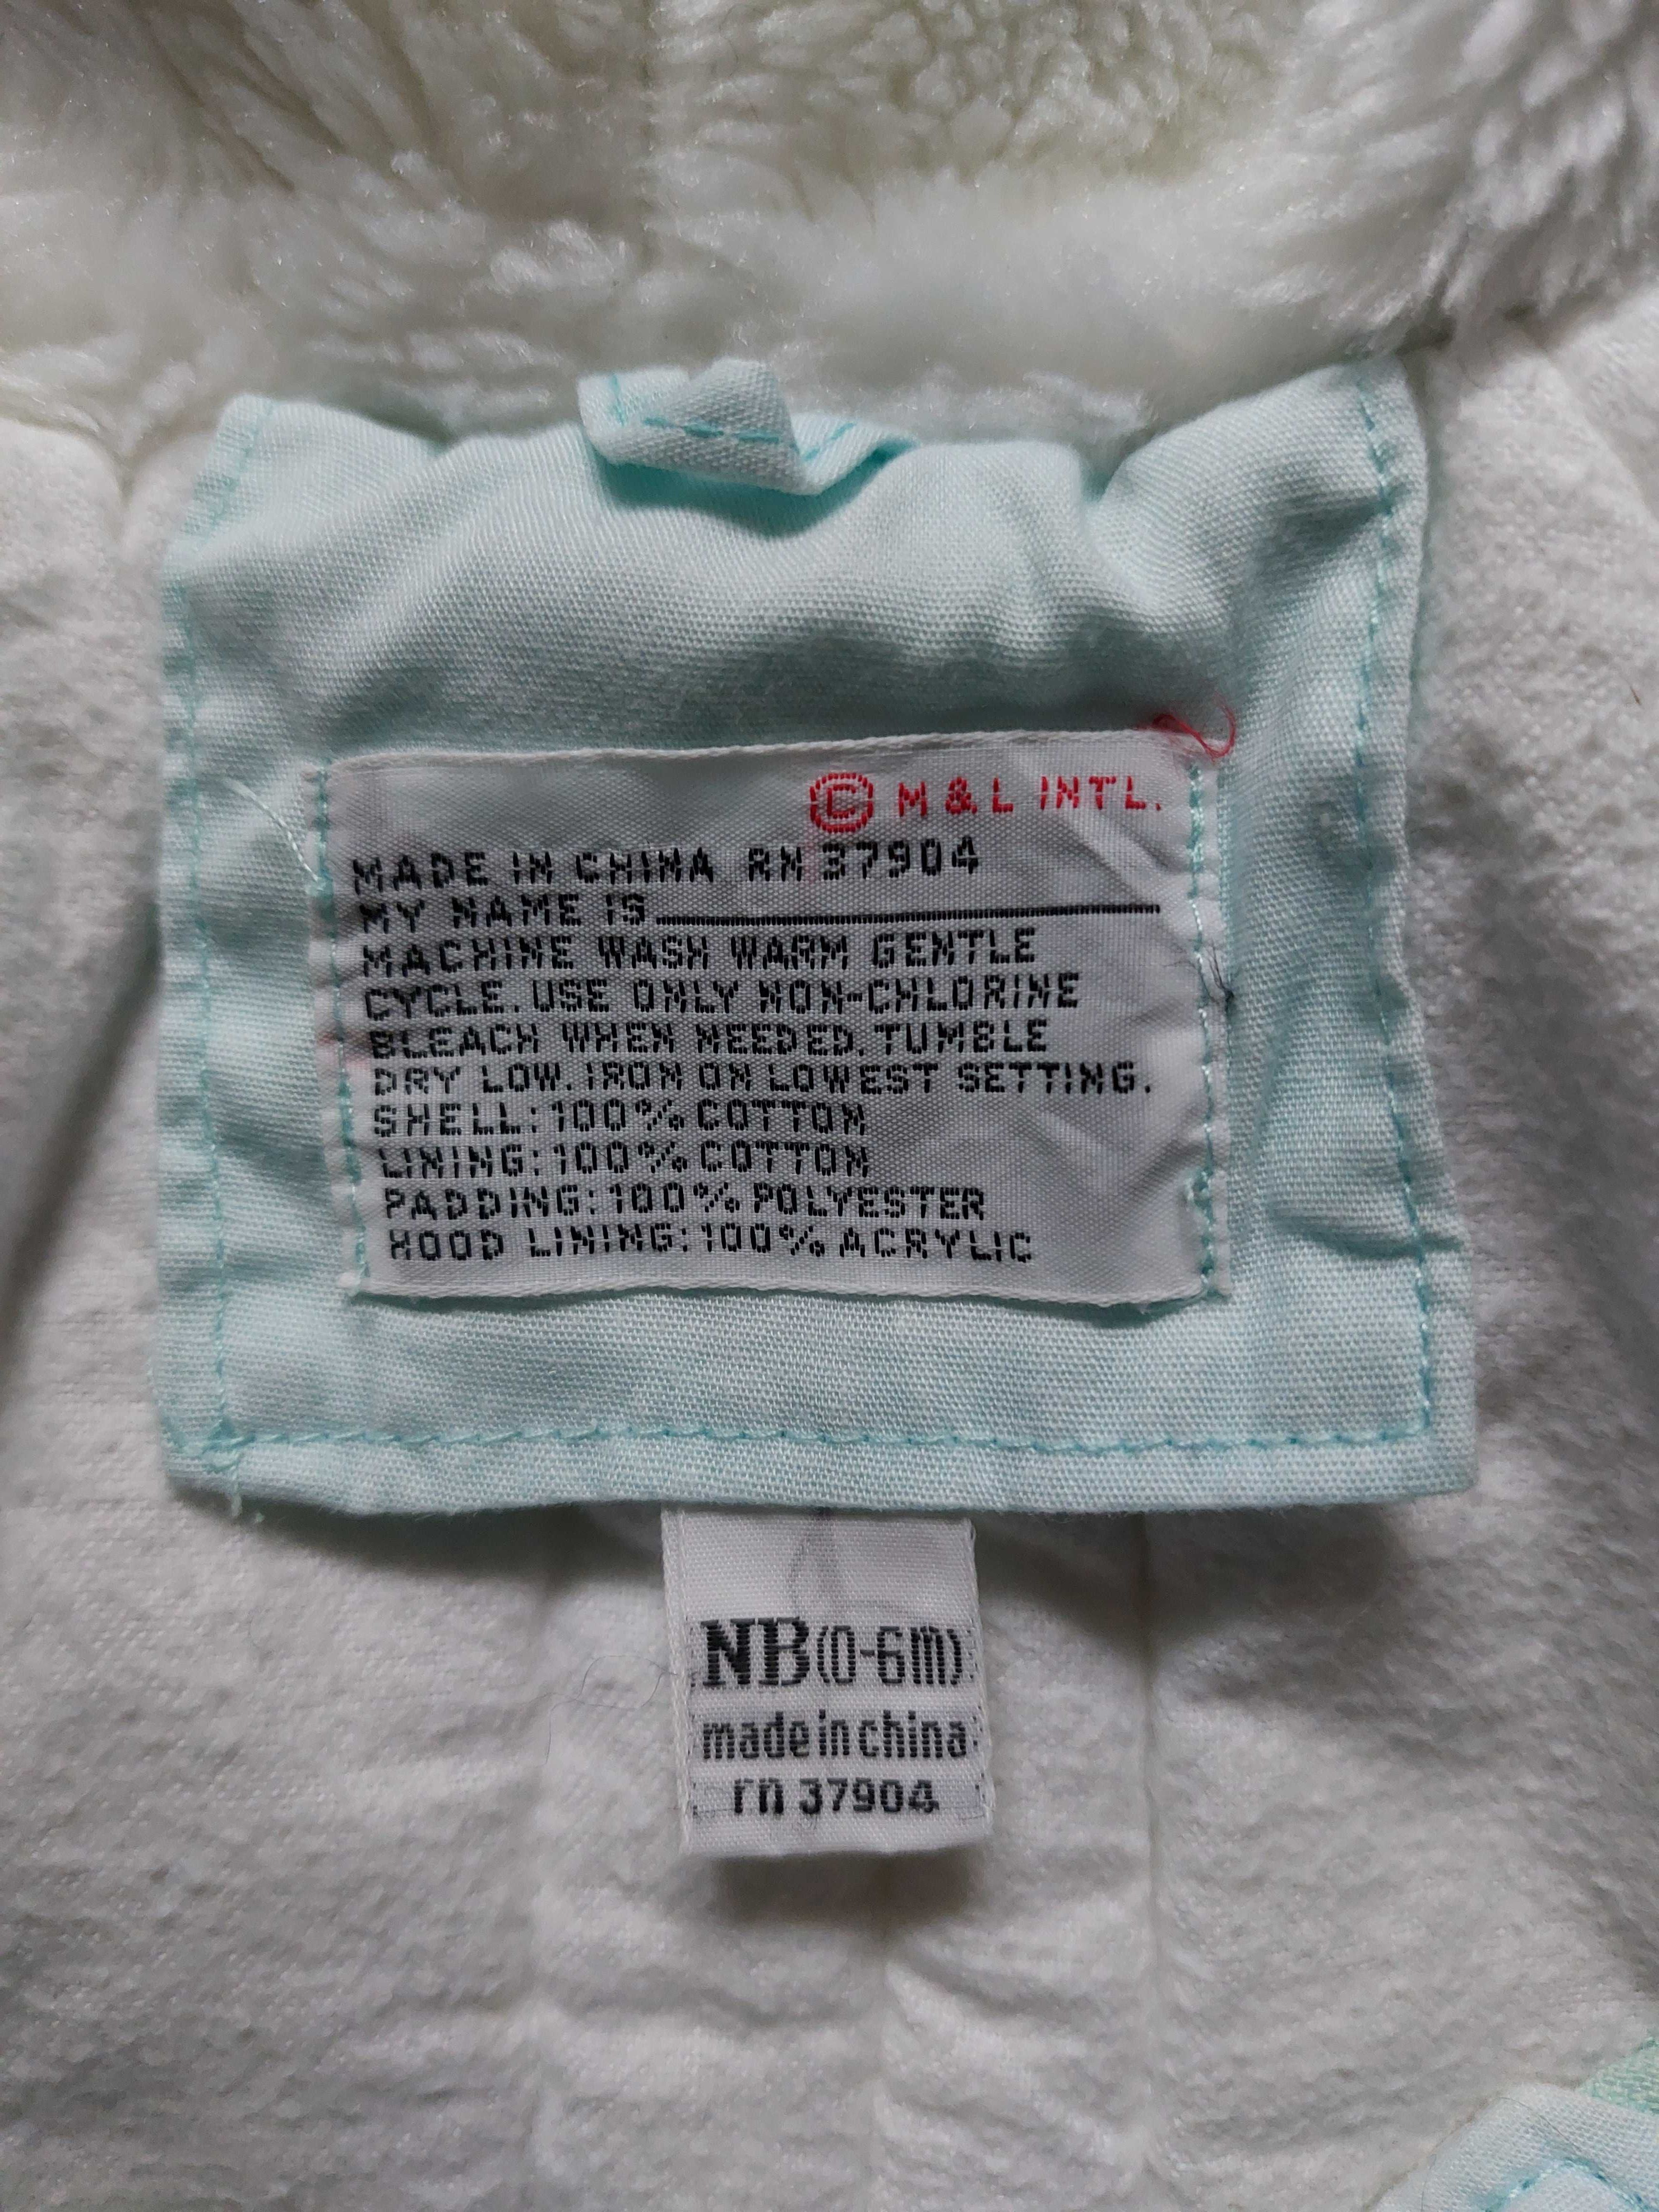 © M & L INTL.
MADE IN CHINA RN 37904
MY NAME IS
MACHINE WASH WARM GENTLE
CYCLE. USE ONLY NON-CHLORINE
BLEACH WHEN NEEDED. TUMBLE
DRY LOW. IRON ON LOWEST SETTING.
SHELL: 100% COTTON
LINING: 100% COTTON
PADDING: 100% POLYESTER
HOOD LINING: 100% ACRYLIC
NB (0-6m)
made in china
rn 37904